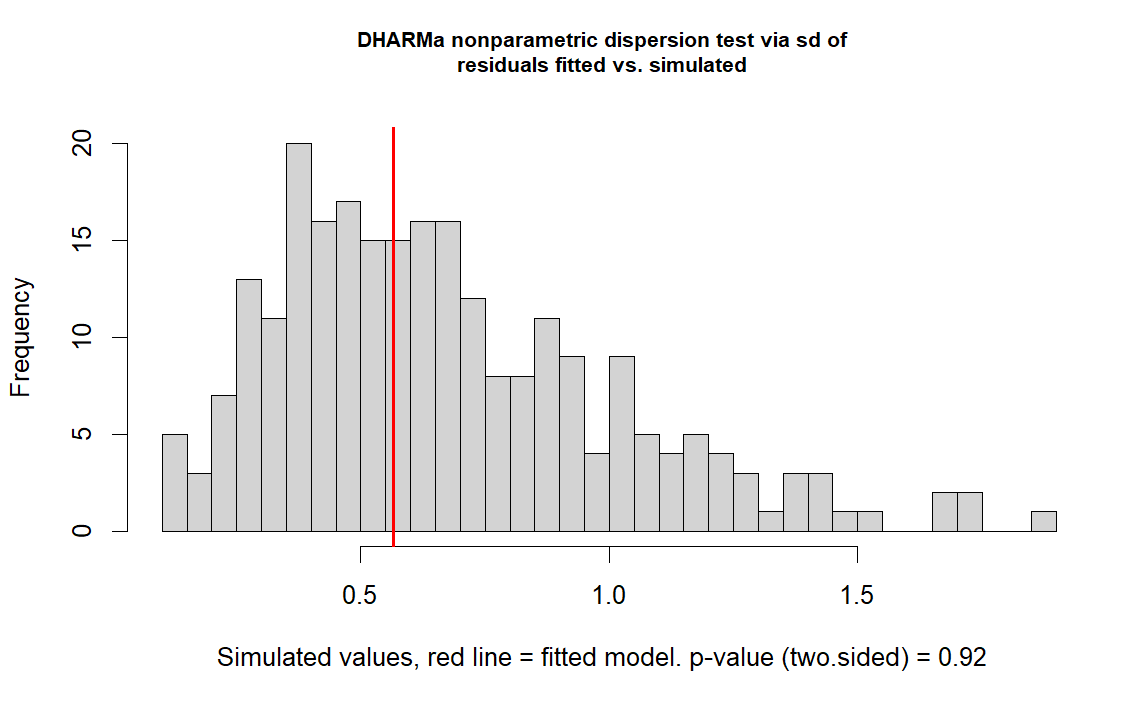 DHARMa nonparametric dispersion test via sd of
residuals fitted vs. simulated
20
15
10
5
0
Frequency
0.5 1.0 1.5
Simulated values, red line = fitted model. p-value (two.sided) = 0.92